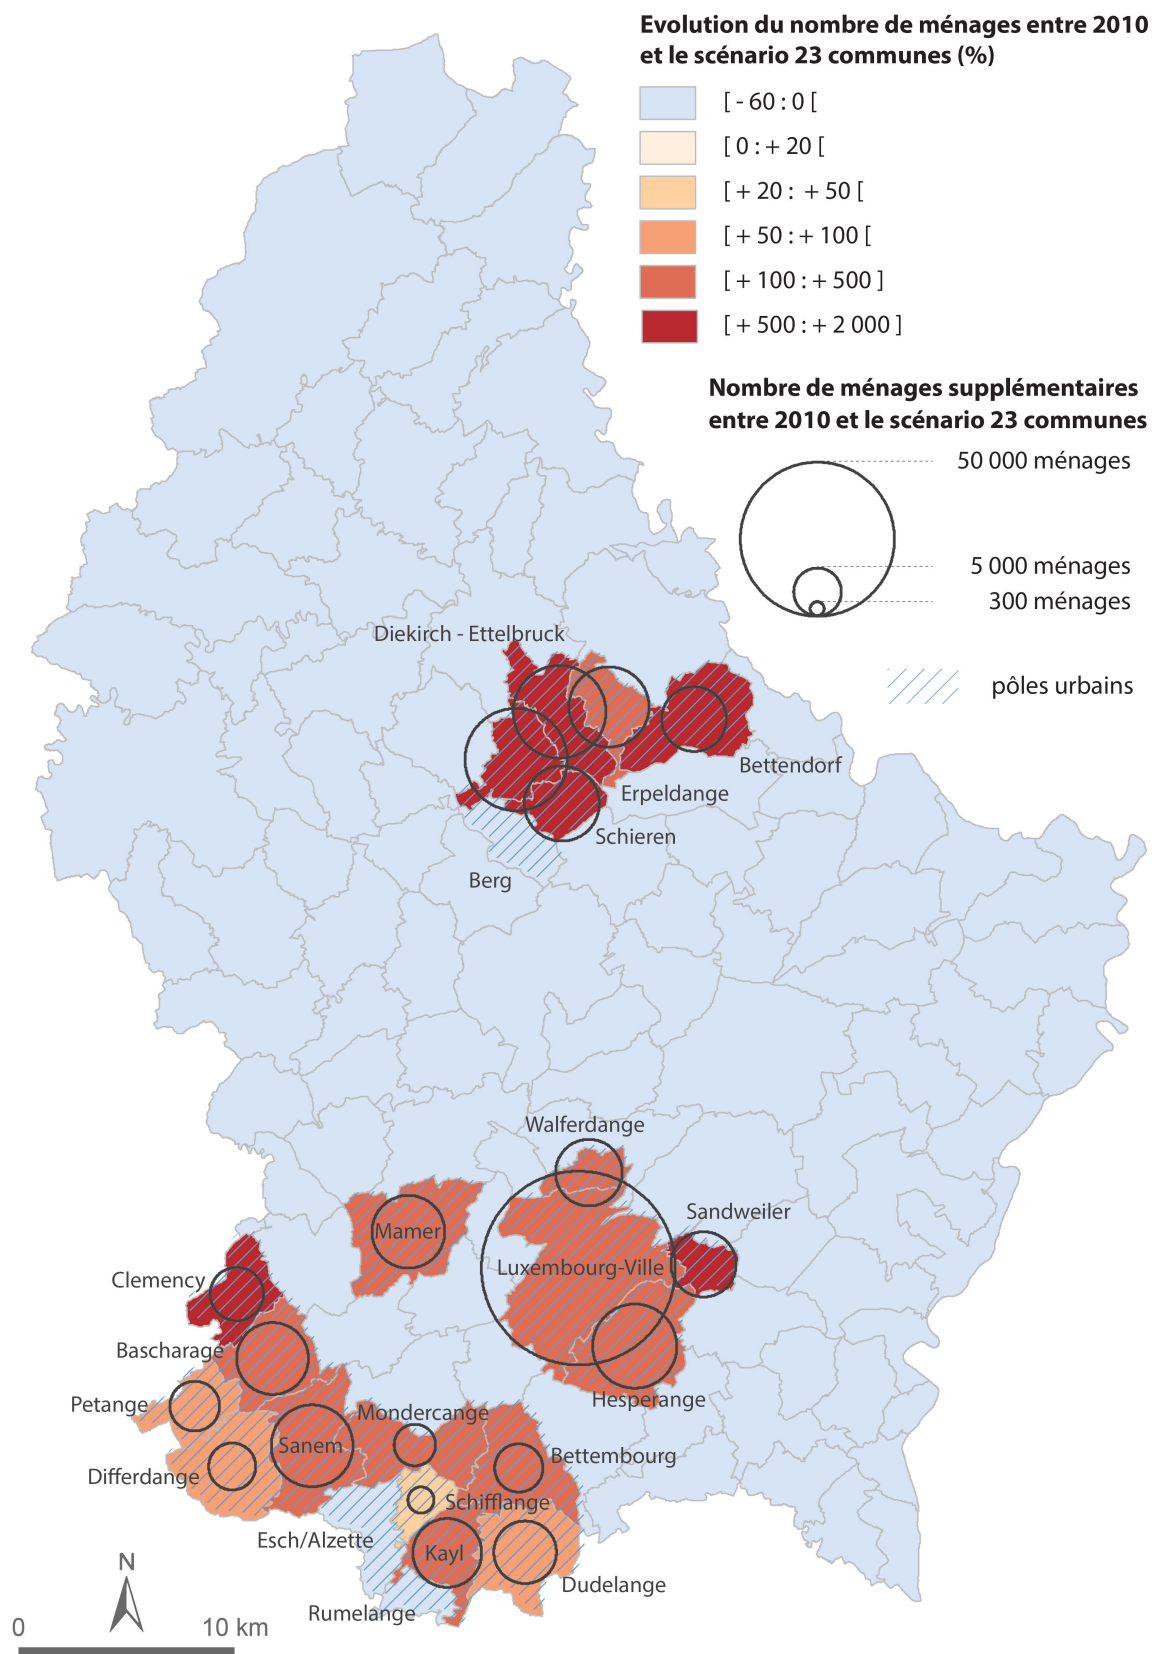 Evolution du nombre de ménages entre 2010
et le scénario 23 communes (%)
[ - 60 : 0 [
[ 0 : + 20 [
[ + 20 : + 50 [
[ + 50 : + 100 [
[ + 100 : + 500 ]
[ + 500 : + 2 000 ]
Nombre de ménages supplémentaires
entre 2010 et le scénario 23 communes
50 000 ménages
5 000 ménages
300 ménages
pôles urbains
Diekirch - Ettelbruck
Bettendorf
Erpeldange
Schieren
Berg
Walferdange
Sandweiler
Mamer
Luxembourg-Ville
Clemency
Bascharage
Hesperange
Petange
Mondercange
Sanem
Bettembourg
Differdange
Schifflange
Esch/Alzette
Kayl
Dudelange
Rumelange
N
0 10 km